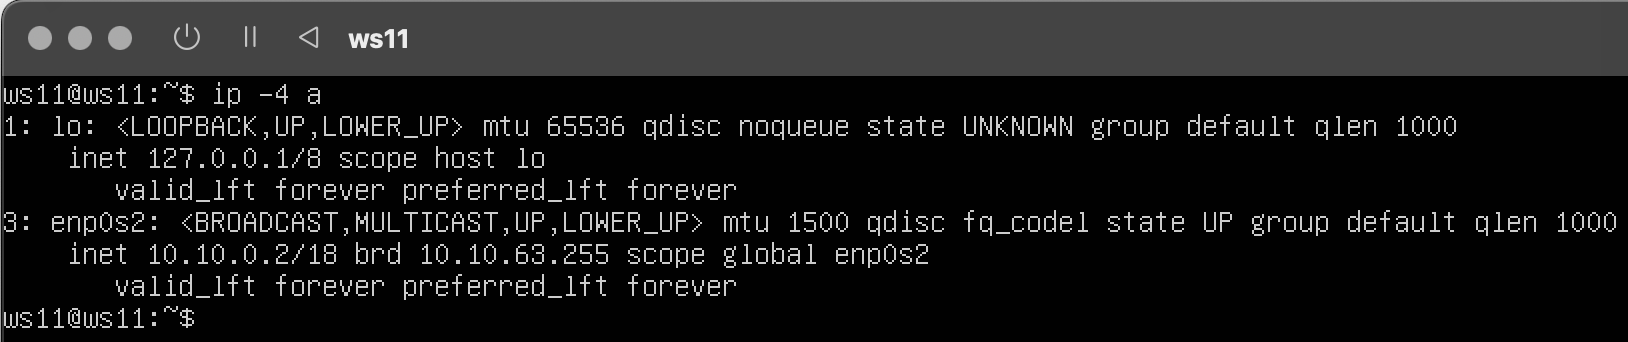 ws11
ws11@ws11:~$ ip -4 a
1: lo: <LOOPBACK,UP,LOWER_UP> mtu 65536 qdisc noqueue state UNKNOWN group default qlen 1000
    inet 127.0.0.1/8 scope host lo
       valid_lft forever preferred_lft forever
3: enp0s2: <BROADCAST,MULTICAST,UP,LOWER_UP> mtu 1500 qdisc fq_codel state UP group default qlen 1000
    inet 10.10.0.2/18 brd 10.10.63.255 scope global enp0s2
       valid_lft forever preferred_lft forever
ws11@ws11:~$